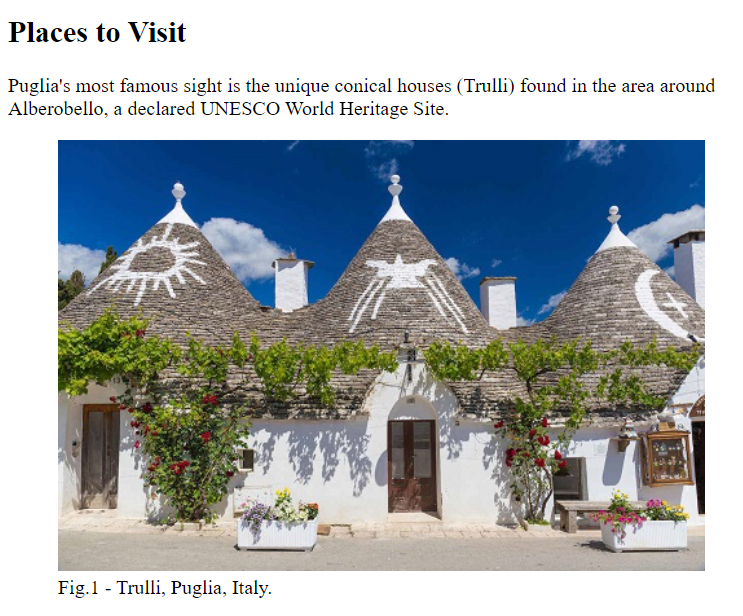 Places to Visit
Puglia's most famous sight is the unique conical houses (Trulli) found in the area around
Alberobello, a declared UNESCO World Heritage Site.
Fig.1 - Trulli, Puglia, Italy.